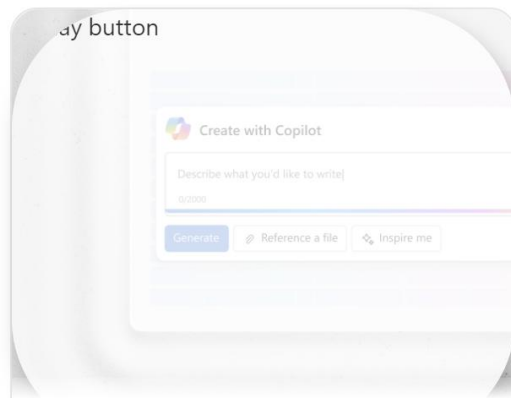 ay button
Create with Copilot
Describe what you'd like to write
0/2000
Generate Reference a file Inspire me